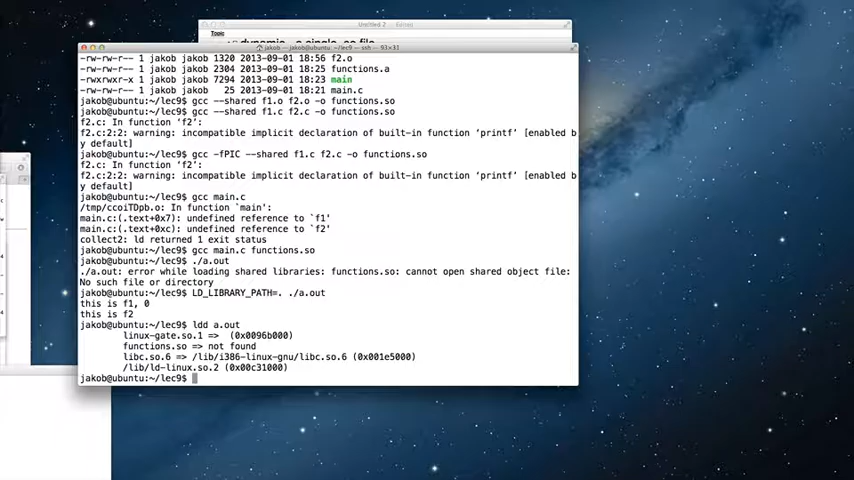 Untitled 2
Topic
jakob — jakob@ubuntu: ~/lec9 — ssh — 93×31
-rw-rw-r-- 1 jakob jakob 1320 2013-09-01 18:56 f2.o
-rw-rw-r-- 1 jakob jakob 2304 2013-09-01 18:25 functions.a
-rwxrwxr-x 1 jakob jakob 7294 2013-09-01 18:23 main
-rw-rw-r-- 1 jakob jakob   25 2013-09-01 18:21 main.c
jakob@ubuntu:~/lec9$ gcc --shared f1.o f2.o -o functions.so
jakob@ubuntu:~/lec9$ gcc --shared f1.c f2.c -o functions.so
f2.c: In function ‘f2’:
f2.c:2:2: warning: incompatible implicit declaration of built-in function ‘printf’ [enabled b
y default]
jakob@ubuntu:~/lec9$ gcc -fPIC --shared f1.c f2.c -o functions.so
f2.c: In function ‘f2’:
f2.c:2:2: warning: incompatible implicit declaration of built-in function ‘printf’ [enabled b
y default]
jakob@ubuntu:~/lec9$ gcc main.c
/tmp/ccoiTDpb.o: In function `main':
main.c:(.text+0x7): undefined reference to `f1'
main.c:(.text+0xc): undefined reference to `f2'
collect2: ld returned 1 exit status
jakob@ubuntu:~/lec9$ gcc main.c functions.so
jakob@ubuntu:~/lec9$ ./a.out
./a.out: error while loading shared libraries: functions.so: cannot open shared object file:
No such file or directory
jakob@ubuntu:~/lec9$ LD_LIBRARY_PATH=. ./a.out
this is f1, 0
this is f2
jakob@ubuntu:~/lec9$ ldd a.out
linux-gate.so.1 =>  (0x0096b000)
functions.so => not found
libc.so.6 => /lib/i386-linux-gnu/libc.so.6 (0x001e5000)
/lib/ld-linux.so.2 (0x00c31000)
jakob@ubuntu:~/lec9$